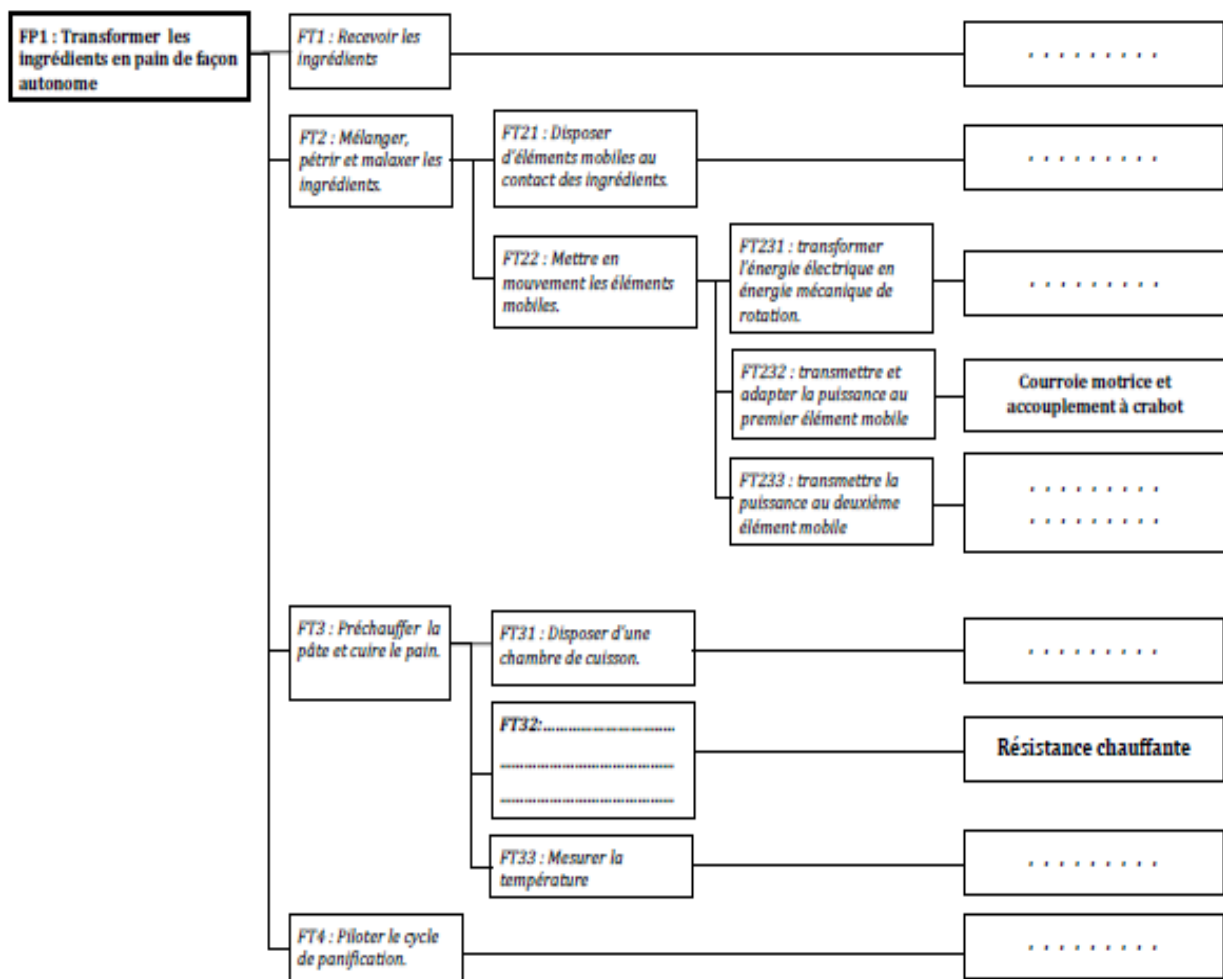 FP1 : Transformer les
ingrédients en pain de façon
autonome
FT1 : Recevoir les
ingrédients
. . . . . . . . .
FT2 : Mélanger,
pétrir et malaxer les
ingrédients.
FT21 : Disposer
d'éléments mobiles au
contact des ingrédients.
. . . . . . . . .
FT22 : Mettre en
mouvement les éléments
mobiles.
FT231 : transformer
l'énergie électrique en
énergie mécanique de
rotation.
. . . . . . . . .
FT232 : transmettre et
adapter la puissance au
premier élément mobile
Courroie motrice et
accouplement à crabot
FT233 : transmettre la
puissance au deuxième
élément mobile
. . . . . . . . .
. . . . . . . . .
FT3 : Préchauffer la
pâte et cuire le pain.
FT31 : Disposer d'une
chambre de cuisson.
. . . . . . . . .
FT32:................................
..........................................
..........................................
Résistance chauffante
FT33 : Mesurer la
température
. . . . . . . . .
FT4 : Piloter le cycle
de panification.
. . . . . . . . .